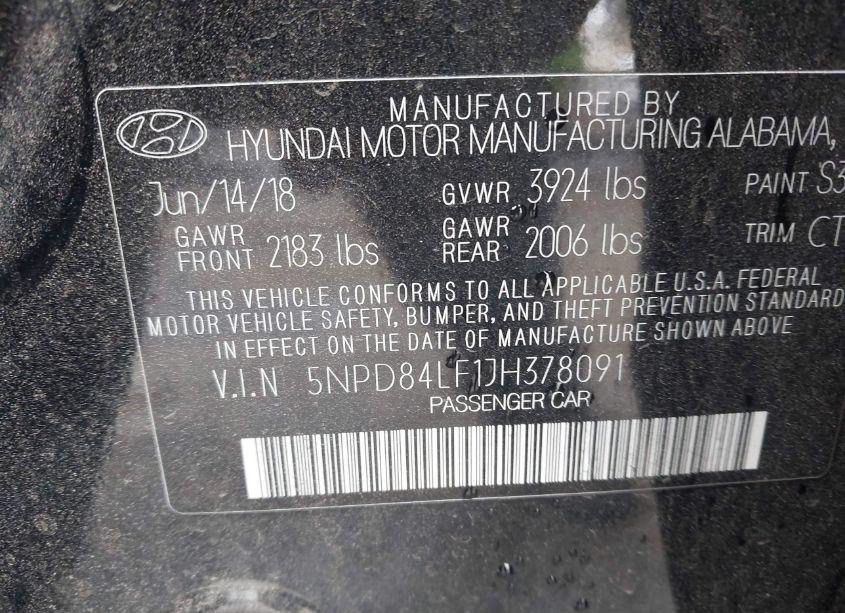 MANUFACTURED BY
HYUNDAI MOTOR MANUFACTURING ALABAMA,
Jun/14/18 GVWR 3924 lbs PAINT S3
GAWR FRONT 2183 lbs GAWR REAR 2006 lbs TRIM CT
THIS VEHICLE CONFORMS TO ALL APPLICABLE U.S.A. FEDERAL
MOTOR VEHICLE SAFETY, BUMPER, AND THEFT PREVENTION STANDARD
IN EFFECT ON THE DATE OF MANUFACTURE SHOWN ABOVE
V.I.N 5NPD84LF1JH378091
PASSENGER CAR